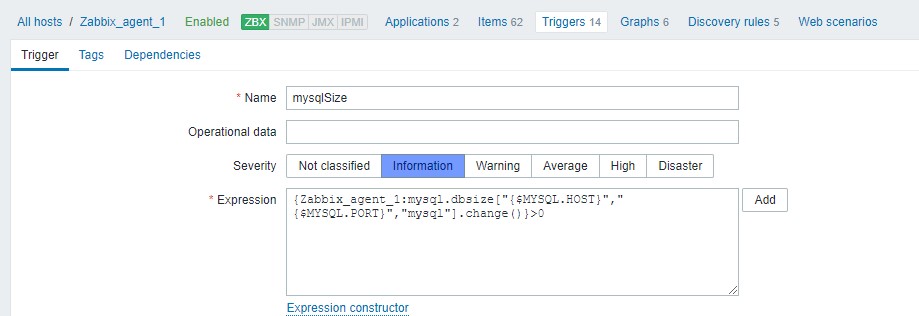 All hosts / Zabbix_agent_1 Enabled ZBX SNMP JMX IPMI Applications 2 Items 62 Triggers 14 Graphs 6 Discovery rules 5 Web scenarios
Trigger Tags Dependencies
* Name mysqlSize
Operational data
Severity Not classified Information Warning Average High Disaster
* Expression {Zabbix_agent_1:mysql.dbsize["{$MYSQL.HOST}","
{$MYSQL.PORT}","mysql"].change()}>0 Add
Expression constructor